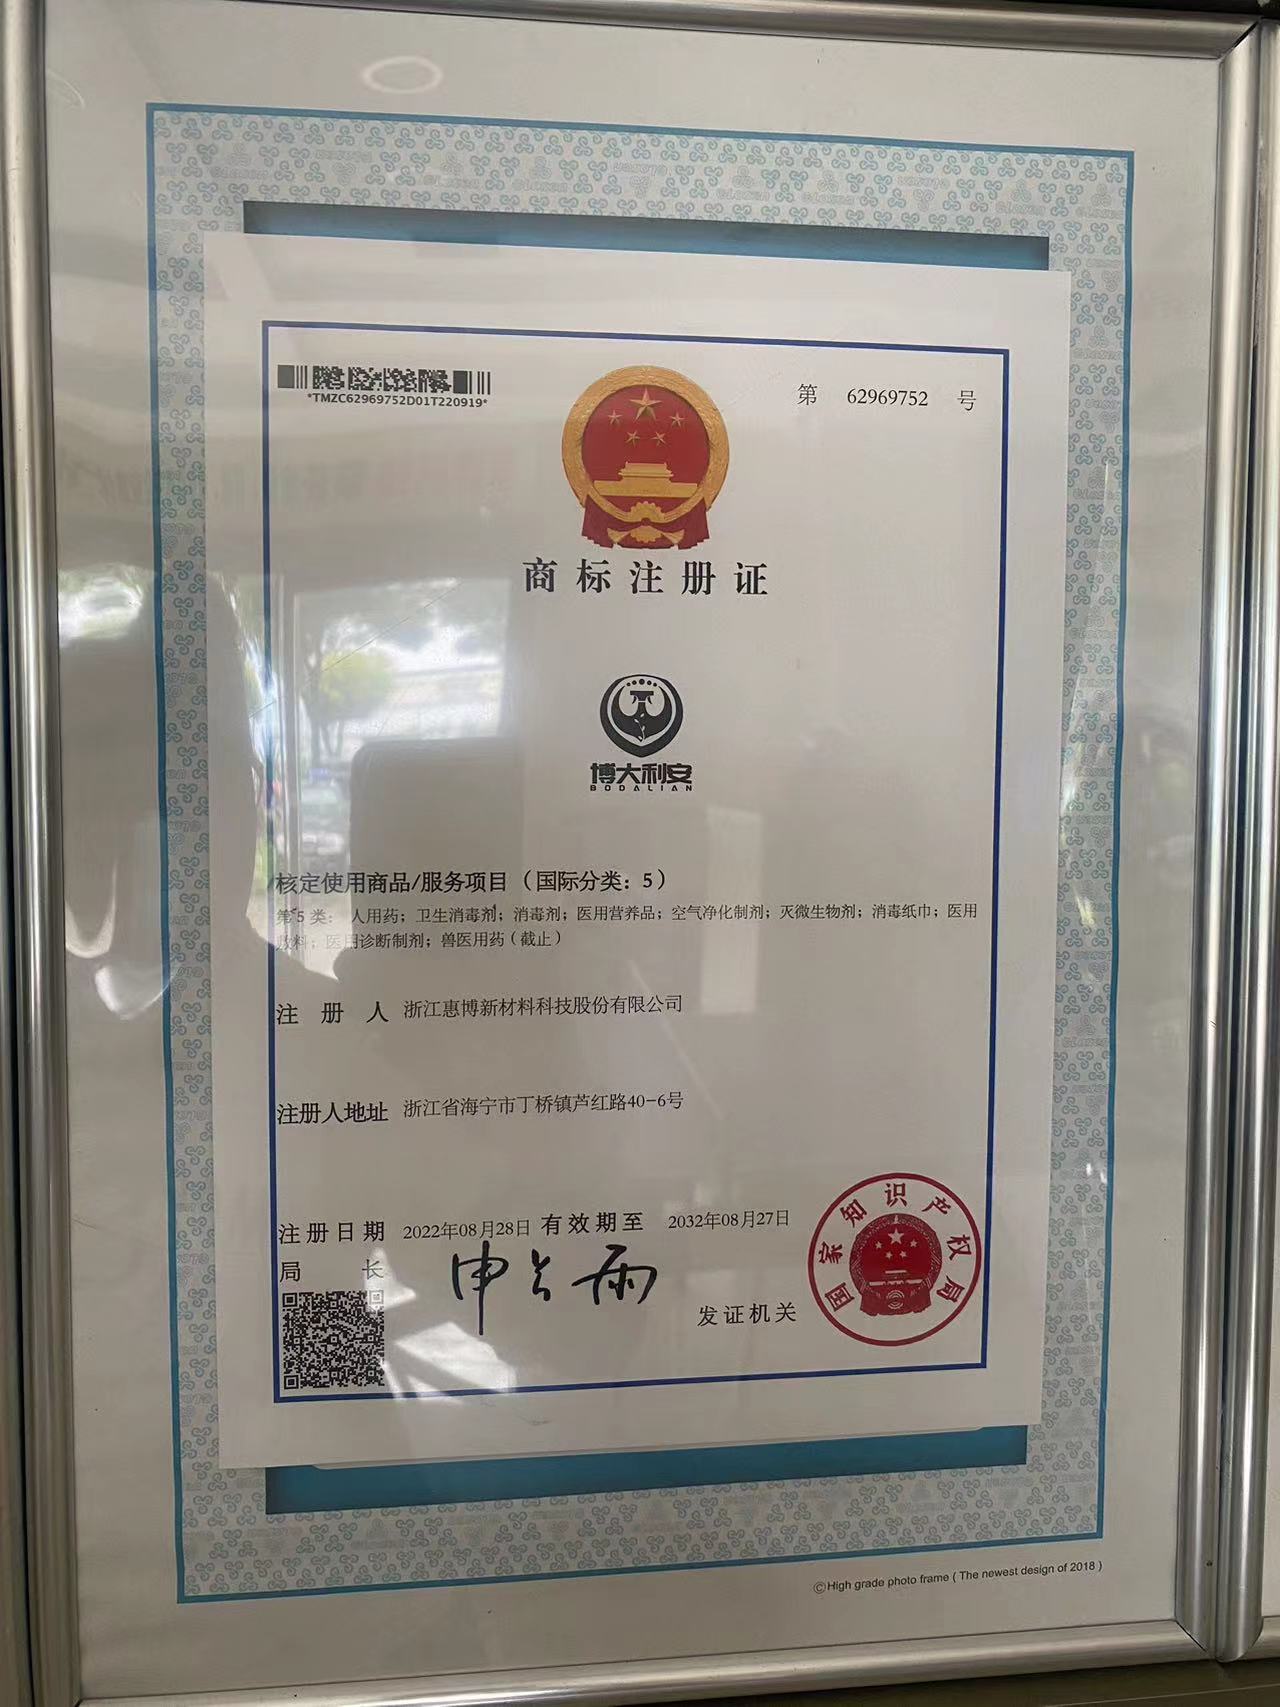 *TMZC62969752D01T220919*
第 62969752 号
商标注册证
博大利安
BODALIAN
核定使用商品/服务项目（国际分类：5）
第5类：人用药；卫生消毒剂；消毒剂；医用营养品；空气净化制剂；灭微生物剂；消毒纸巾；医用
敷料；医用诊断制剂；兽医用药（截止）
注册人 浙江惠博新材料科技股份有限公司
注册人地址 浙江省海宁市丁桥镇芦红路40-6号
注册日期 2022年08月28日 有效期至 2032年08月27日
局长 申长雨
发证机关
国家知识产权局
©High grade photo frame ( The newest design of 2018 )